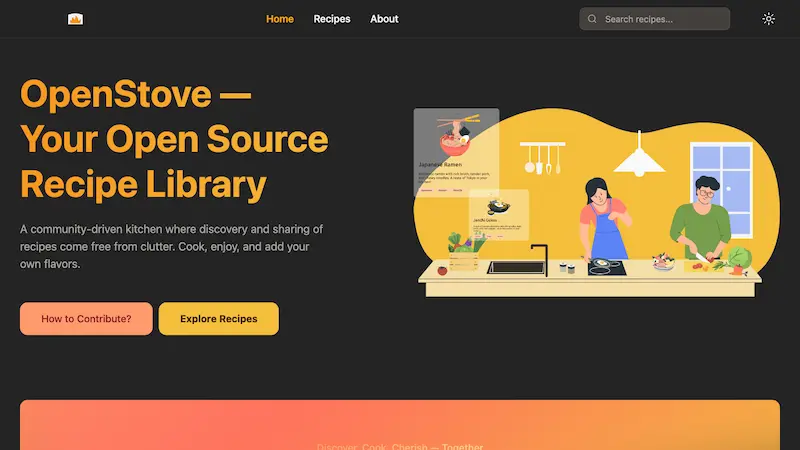 Home
Recipes
About
Search recipes...
OpenStove —
Your Open Source
Recipe Library
A community-driven kitchen where discovery and sharing of
recipes come free from clutter. Cook, enjoy, and add your
own flavors.
How to Contribute?
Explore Recipes
Japanese Ramen
Discover. Cook. Cherish — Together